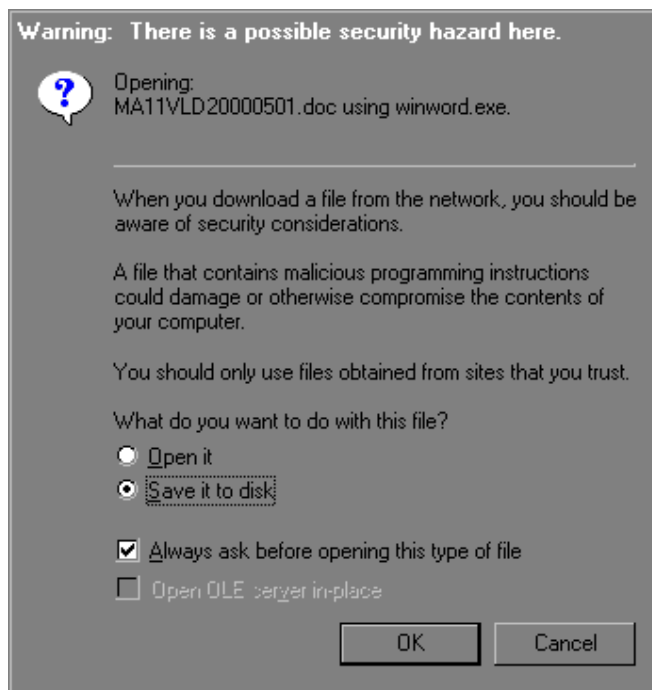 Warning: There is a possible security hazard here.
Opening:
MA11VLD20000501.doc using winword.exe.
When you download a file from the network, you should be
aware of security considerations.
A file that contains malicious programming instructions
could damage or otherwise compromise the contents of
your computer.
You should only use files obtained from sites that you trust.
What do you want to do with this file?
Open it
Save it to disk
Always ask before opening this type of file
Open OLE server in-place
OK Cancel